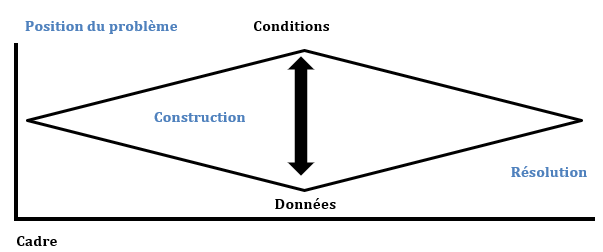 Position du problème
Conditions
Construction
Résolution
Données
Cadre